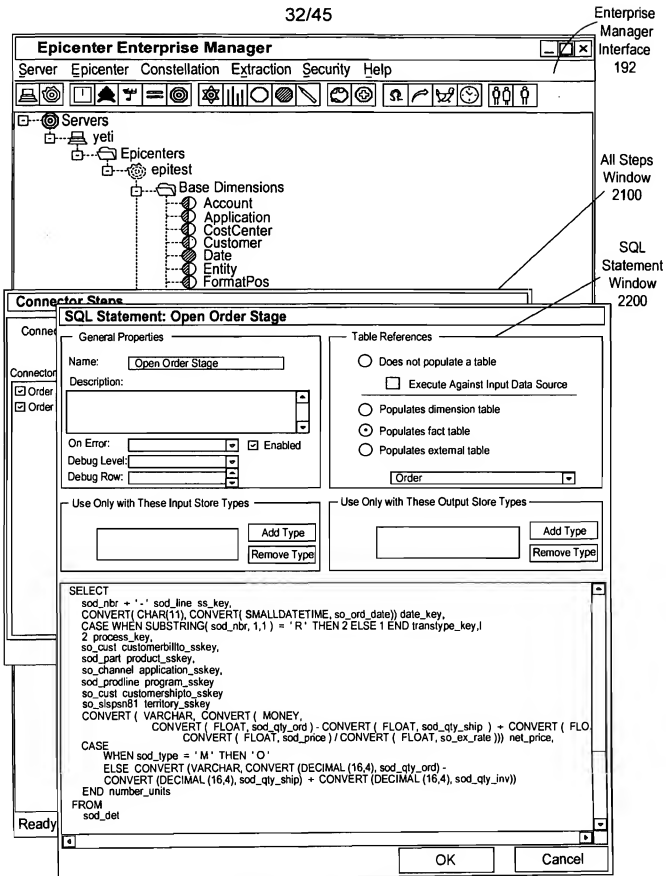 32/45
Enterprise
Manager
Interface
192
Epicenter Enterprise Manager
Server Epicenter Constellation Extraction Security Help
Servers
yeti
Epicenters
epitest
Base Dimensions
Account
Application
CostCenter
Customer
Date
Entity
FormatPos
All Steps
Window
2100
SQL
Statement
Window
2200
Connector Steps
Connec
Connector
Order
Order
Ready
SQL Statement: Open Order Stage
General Properties
Name: Open Order Stage
Description:
On Error: Enabled
Debug Level:
Debug Row:
Table References
Does not populate a table
Execute Against Input Data Source
Populates dimension table
Populates fact table
Populates external table
Order
Use Only with These Input Store Types
Add Type
Remove Type
Use Only with These Output Store Types
Add Type
Remove Type
SELECT
sod_nbr + '-' sod_line ss_key,
CONVERT( CHAR(11), CONVERT( SMALLDATETIME, so_ord_date)) date_key,
CASE WHEN SUBSTRING( sod_nbr, 1,1 ) = 'R' THEN 2 ELSE 1 END transtype_key,I
2 process_key,
so_cust customerbillto_sskey,
sod_part product_sskey,
so_channel application_sskey,
sod_prodline program_sskey
so_cust customershipto_sskey
so_slspsn81 territory_sskey
CONVERT ( VARCHAR, CONVERT ( MONEY,
CONVERT ( FLOAT, sod_qty_ord ) - CONVERT ( FLOAT, sod_qty_ship ) + CONVERT ( FLO.
CONVERT ( FLOAT, sod_price ) / CONVERT ( FLOAT, so_ex_rate ))) net_price,
CASE
WHEN sod_type = 'M' THEN 'O'
ELSE CONVERT (VARCHAR, CONVERT (DECIMAL (16,4), sod_qty_ord) -
CONVERT (DECIMAL (16,4), sod_qty_ship) + CONVERT (DECIMAL (16,4), sod_qty_inv))
END number_units
FROM
sod_det
OK Cancel